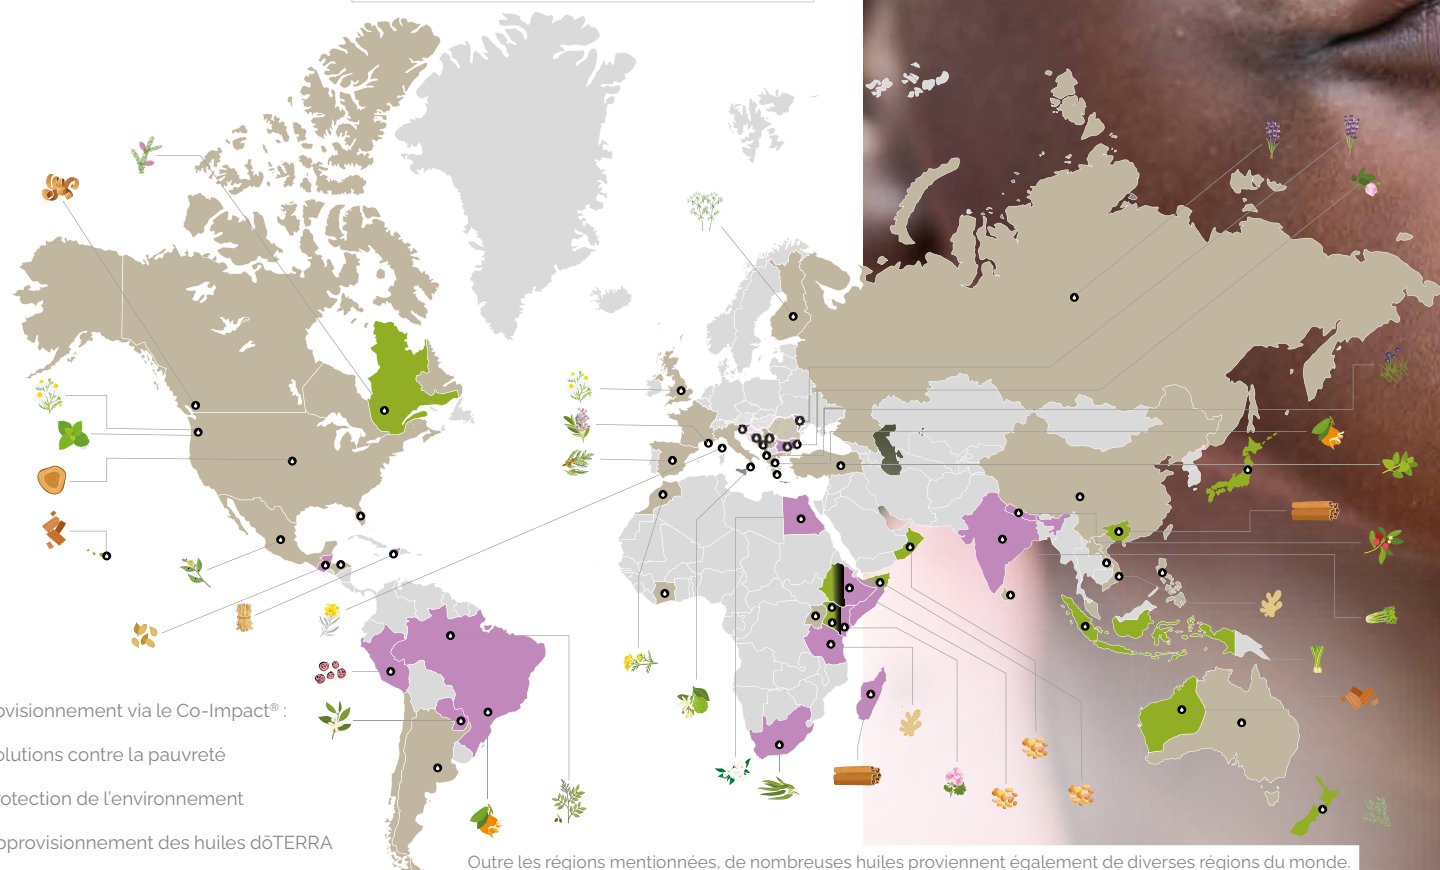 ovisionnement via le Co-Impact® :
olutions contre la pauvreté
otection de l'environnement
pprovisionnement des huiles dōTERRA
Outre les régions mentionnées, de nombreuses huiles proviennent également de diverses régions du monde.